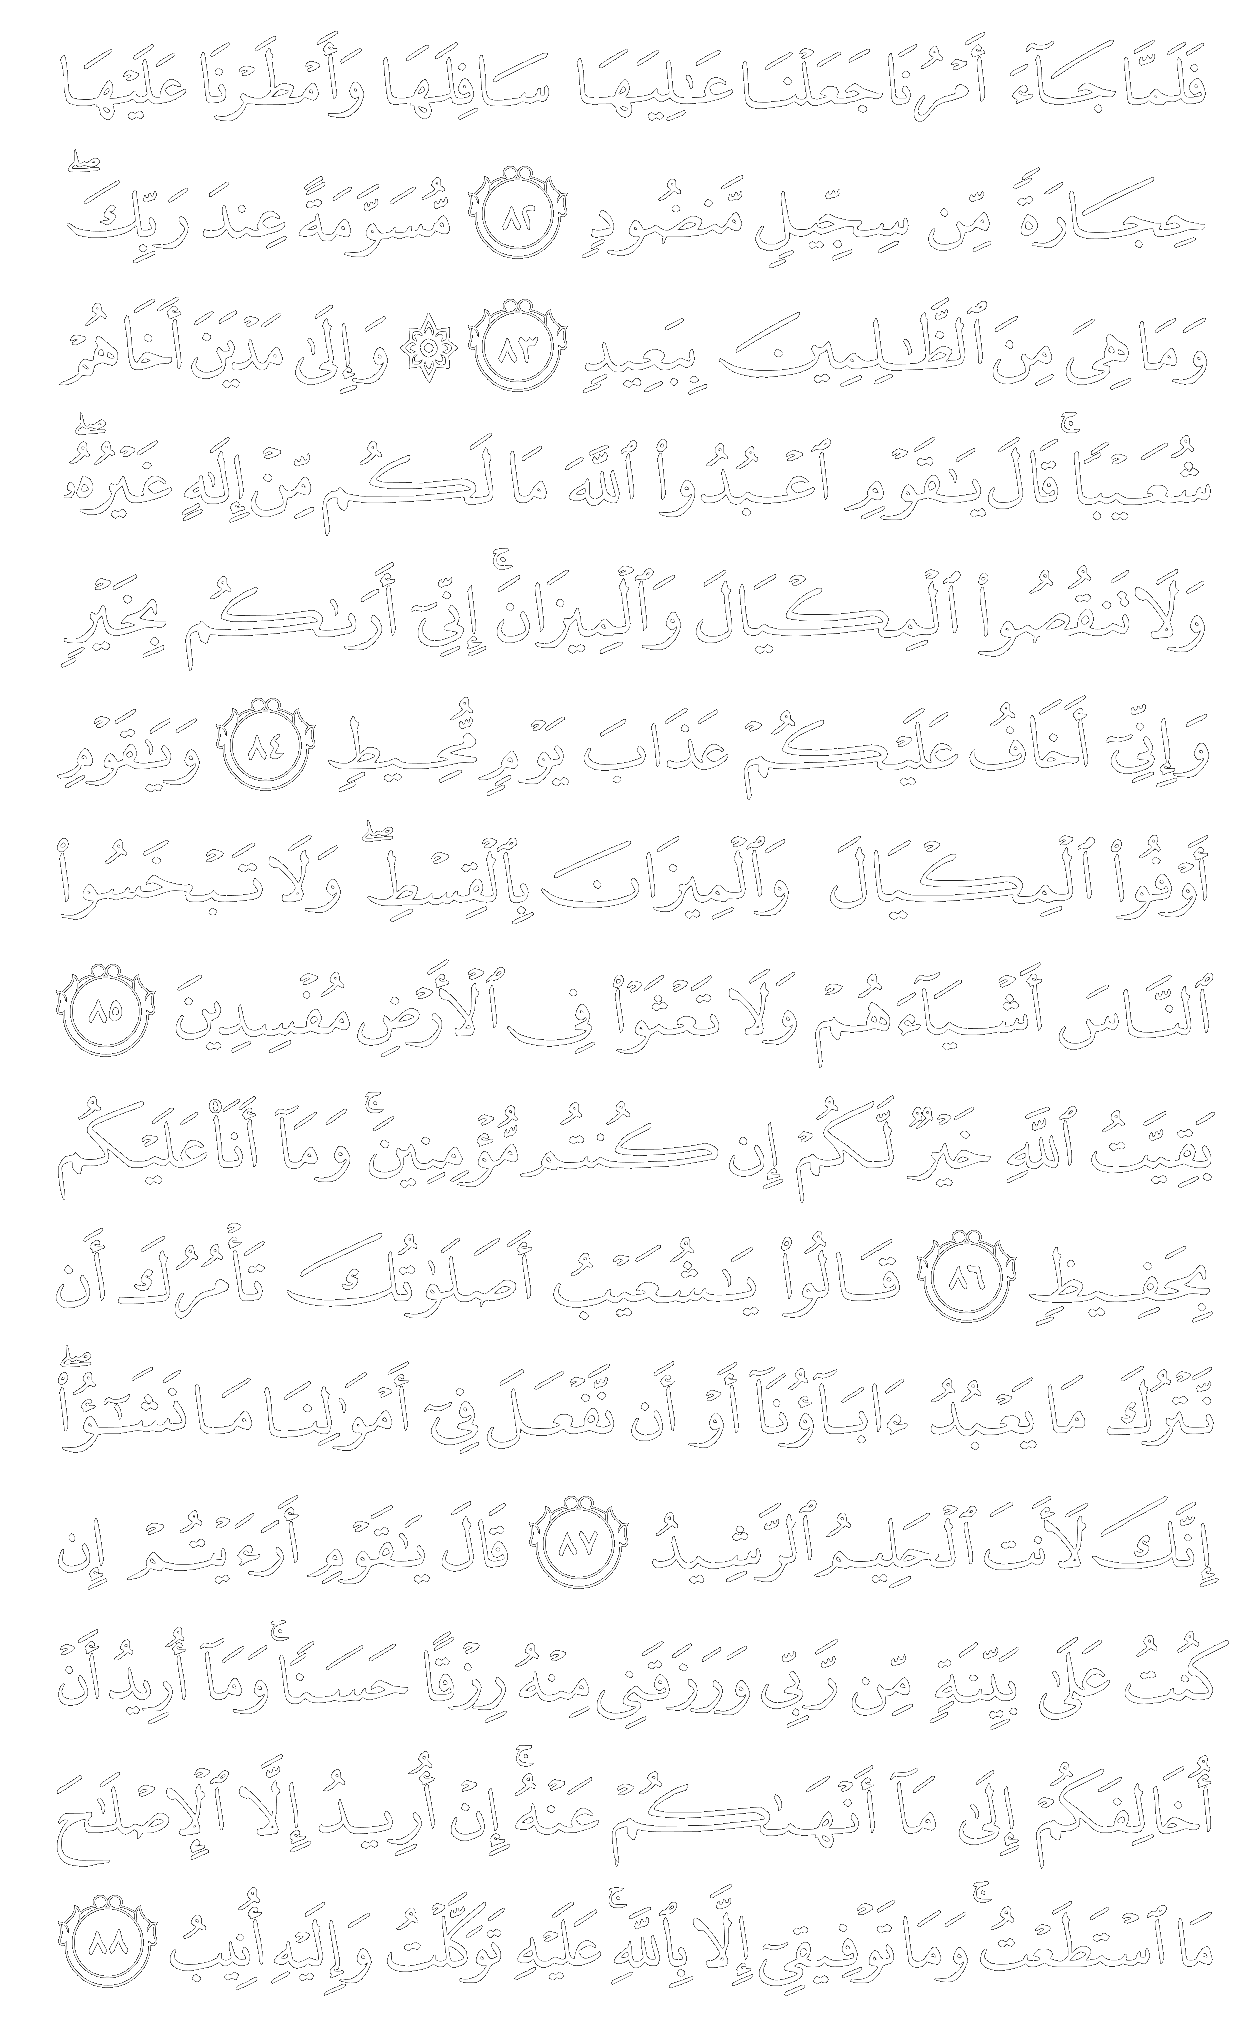 فَلَمَّا جَآءَ أَمْرُنَا جَعَلْنَا عَـٰلِيَهَا سَافِلَهَا وَأَمْطَرْنَا عَلَيْهَا
حِجَارَةً مِّن سِجِّيلٍ مَّنضُودٍ ٨٢ مُّسَوَّمَةً عِندَ رَبِّكَ ۖ
وَمَا هِىَ مِنَ ٱلظَّـٰلِمِينَ بِبَعِيدٍ ٨٣ ۞ وَإِلَىٰ مَدْيَنَ أَخَاهُمْ
شُعَيْبًا ۚ قَالَ يَـٰقَوْمِ ٱعْبُدُوا۟ ٱللَّهَ مَا لَكُم مِّنْ إِلَـٰهٍ غَيْرُهُۥ ۖ
وَلَا تَنقُصُوا۟ ٱلْمِكْيَالَ وَٱلْمِيزَانَ ۚ إِنِّىٓ أَرَىٰكُم بِخَيْرٍ
وَإِنِّىٓ أَخَافُ عَلَيْكُمْ عَذَابَ يَوْمٍ مُّحِيطٍ ٨٤ وَيَـٰقَوْمِ
أَوْفُوا۟ ٱلْمِكْيَالَ وَٱلْمِيزَانَ بِٱلْقِسْطِ ۖ وَلَا تَبْخَسُوا۟
ٱلنَّاسَ أَشْيَآءَهُمْ وَلَا تَعْثَوْا۟ فِى ٱلْأَرْضِ مُفْسِدِينَ ٨٥
بَقِيَّتُ ٱللَّهِ خَيْرٌ لَّكُمْ إِن كُنتُم مُّؤْمِنِينَ ۚ وَمَآ أَنَا۠ عَلَيْكُم
بِحَفِيظٍ ٨٦ قَالُوا۟ يَـٰشُعَيْبُ أَصَلَوٰتُكَ تَأْمُرُكَ أَن
نَّتْرُكَ مَا يَعْبُدُ ءَابَآؤُنَآ أَوْ أَن نَّفْعَلَ فِىٓ أَمْوَٰلِنَا مَا نَشَـٰٓؤُا۟ ۖ
إِنَّكَ لَأَنتَ ٱلْحَلِيمُ ٱلرَّشِيدُ ٨٧ قَالَ يَـٰقَوْمِ أَرَءَيْتُمْ إِن
كُنتُ عَلَىٰ بَيِّنَةٍ مِّن رَّبِّى وَرَزَقَنِى مِنْهُ رِزْقًا حَسَنًا ۚ وَمَآ أُرِيدُ أَنْ
أُخَالِفَكُمْ إِلَىٰ مَآ أَنْهَىٰكُمْ عَنْهُ ۚ إِنْ أُرِيدُ إِلَّا ٱلْإِصْلَـٰحَ
مَا ٱسْتَطَعْتُ ۚ وَمَا تَوْفِيقِىٓ إِلَّا بِٱللَّهِ ۚ عَلَيْهِ تَوَكَّلْتُ وَإِلَيْهِ أُنِيبُ ٨٨